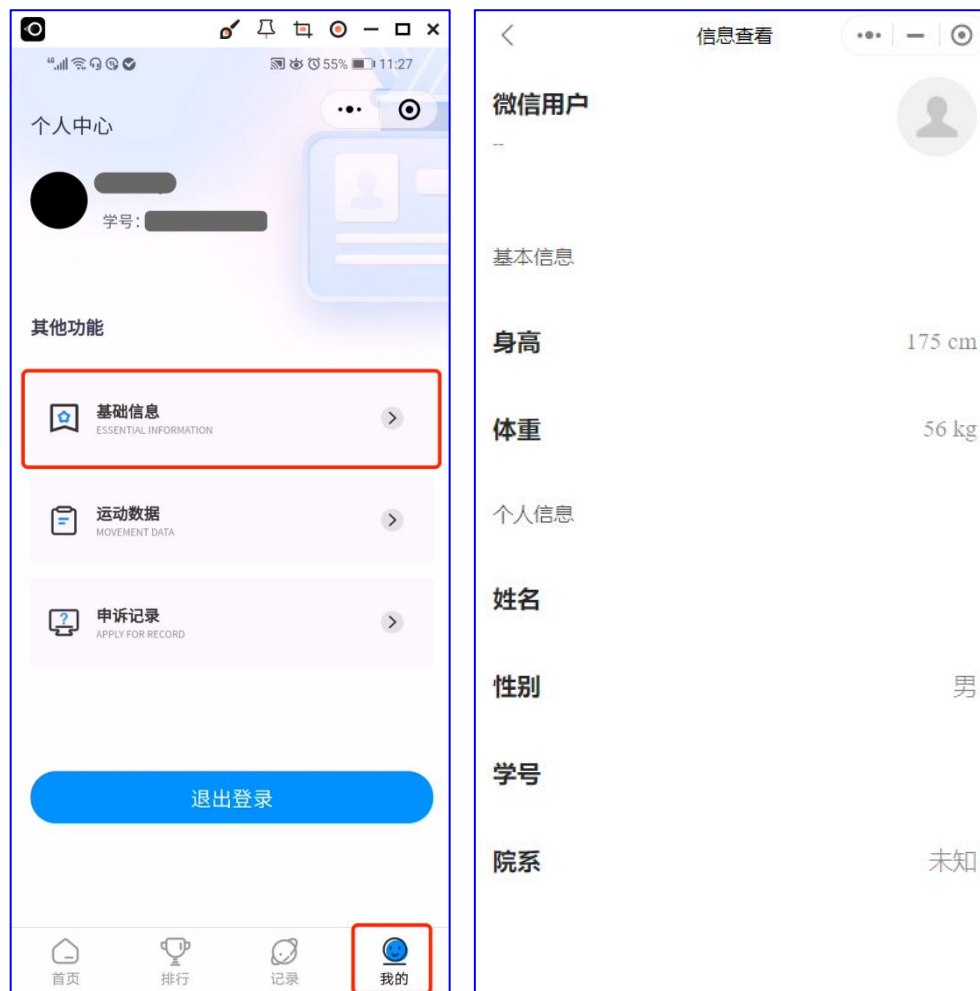 55% 11:27
个人中心
学号:
其他功能
基础信息
ESSENTIAL INFORMATION
运动数据
MOVEMENT DATA
申诉记录
APPLY FOR RECORD
退出登录
首页 排行 记录 我的
信息查看
微信用户
--
基本信息
身高 175 cm
体重 56 kg
个人信息
姓名
性别 男
学号
院系 未知